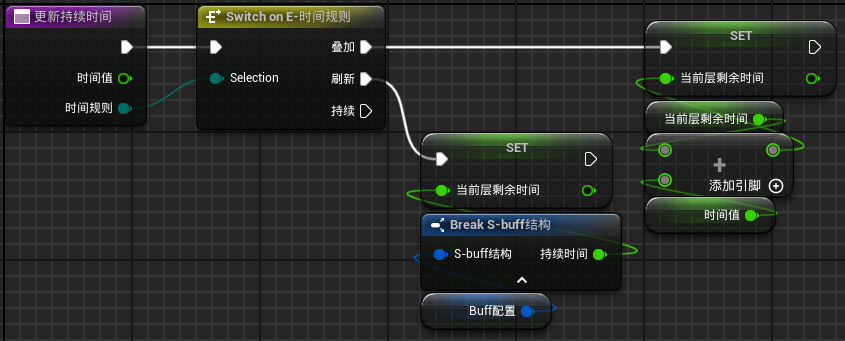 更新持续时间
时间值
时间规则
Switch on E-时间规则
Selection
叠加
刷新
持续
SET
当前层剩余时间
Break S-buff结构
S-buff结构
持续时间
Buff配置
SET
当前层剩余时间
当前层剩余时间
添加引脚
时间值